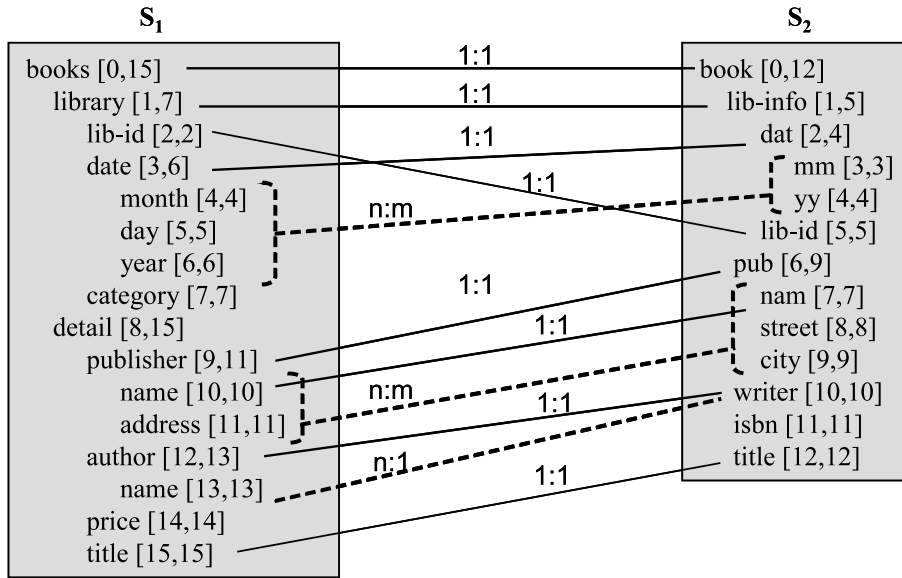 S1 S2
books [0,15] 1:1 book [0,12]
library [1,7] 1:1 lib-info [1,5]
lib-id [2,2] 1:1 dat [2,4]
date [3,6] mm [3,3]
month [4,4] 1:1 yy [4,4]
day [5,5] n:m lib-id [5,5]
year [6,6] pub [6,9]
category [7,7] 1:1 nam [7,7]
detail [8,15] 1:1 street [8,8]
publisher [9,11] city [9,9]
name [10,10] n:m writer [10,10]
address [11,11] 1:1 isbn [11,11]
author [12,13] n:1 title [12,12]
name [13,13] 1:1
price [14,14]
title [15,15]